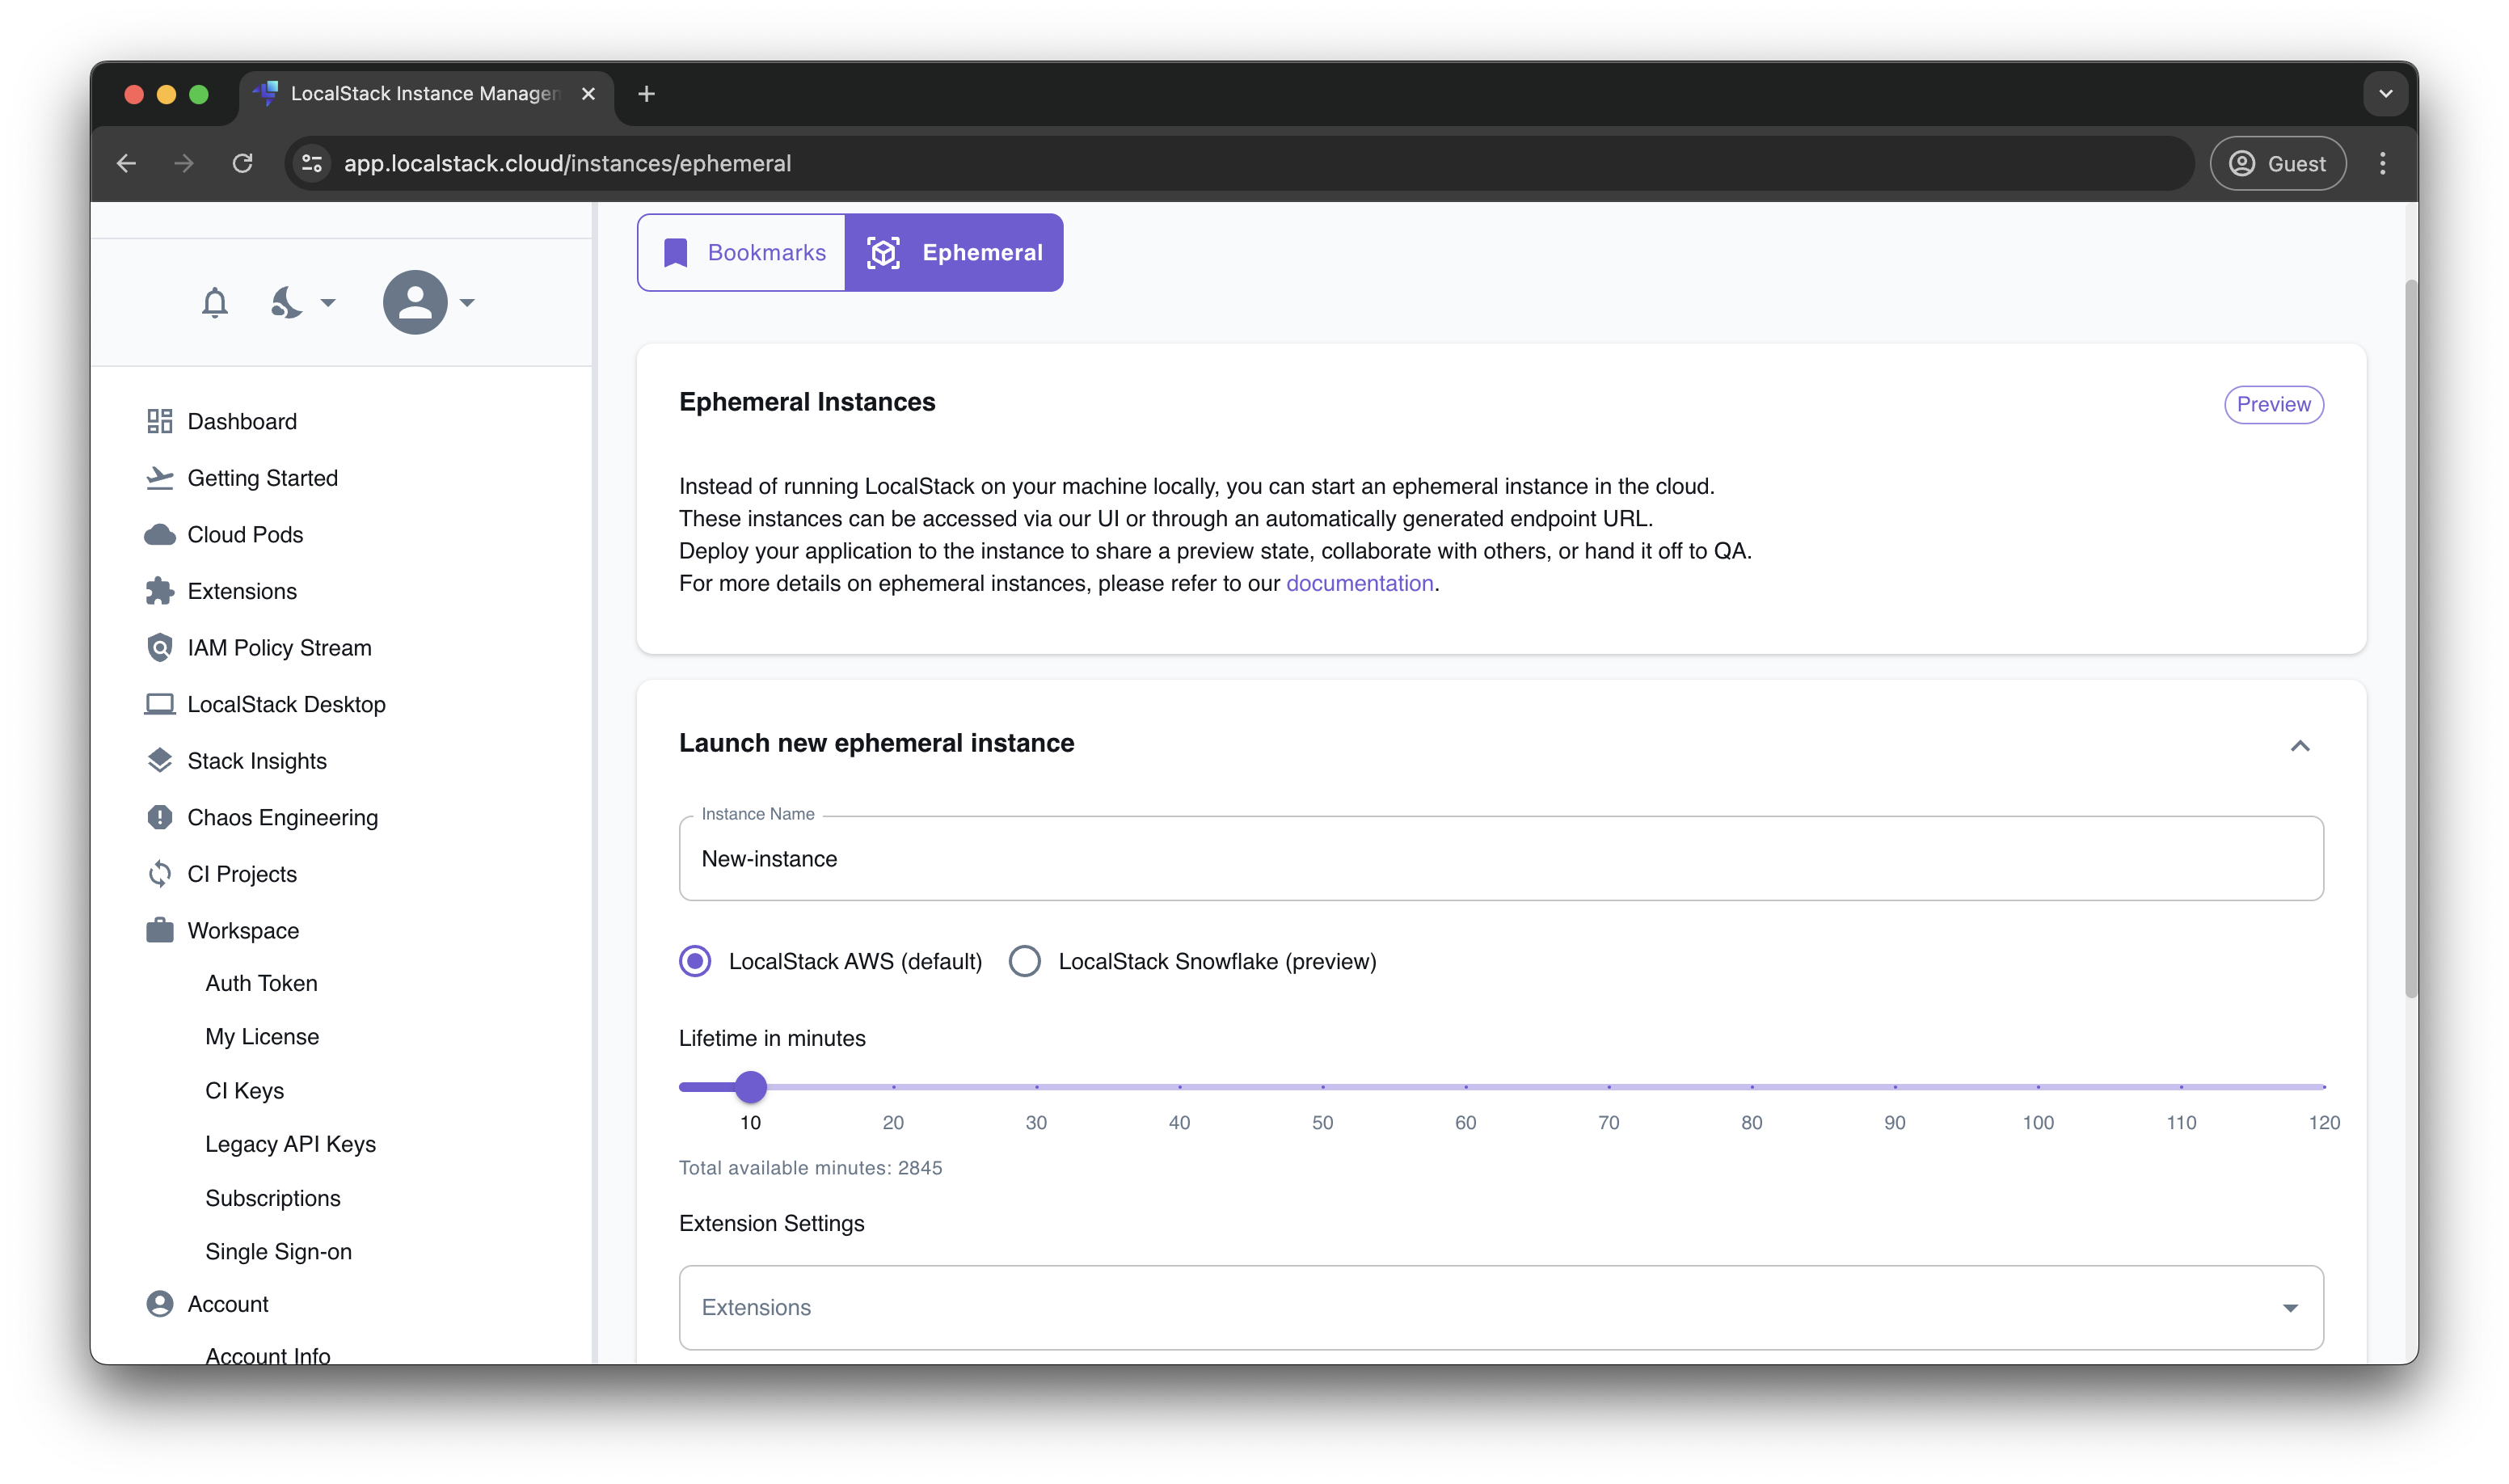 LocalStack Instance Manager
app.localstack.cloud/instances/ephemeral
Guest
Dashboard
Getting Started
Cloud Pods
Extensions
IAM Policy Stream
LocalStack Desktop
Stack Insights
Chaos Engineering
CI Projects
Workspace
Auth Token
My License
CI Keys
Legacy API Keys
Subscriptions
Single Sign-on
Account
Account Info
Bookmarks
Ephemeral
Ephemeral Instances
Preview
Instead of running LocalStack on your machine locally, you can start an ephemeral instance in the cloud.
These instances can be accessed via our UI or through an automatically generated endpoint URL.
Deploy your application to the instance to share a preview state, collaborate with others, or hand it off to QA.
For more details on ephemeral instances, please refer to our documentation.
Launch new ephemeral instance
Instance Name
New-instance
LocalStack AWS (default) LocalStack Snowflake (preview)
Lifetime in minutes
10 20 30 40 50 60 70 80 90 100 110 120
Total available minutes: 2845
Extension Settings
Extensions